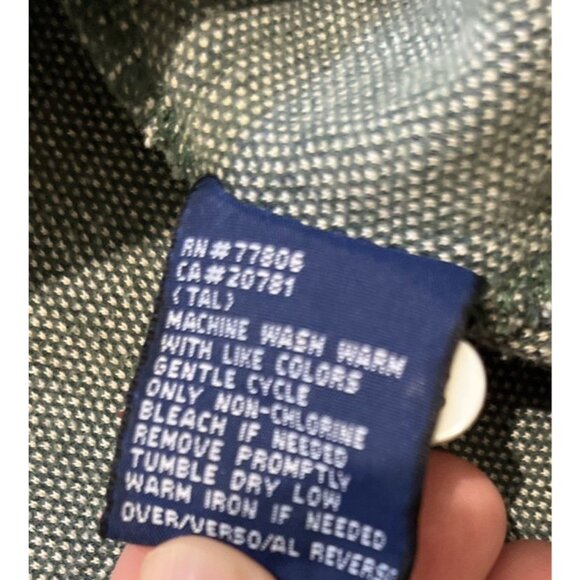 RN#77806
CA#20781
(TAL)
MACHINE WASH WARM
WITH LIKE COLORS
GENTLE CYCLE
ONLY NON-CHLORINE
BLEACH IF NEEDED
REMOVE PROMPTLY
TUMBLE DRY LOW
WARM IRON IF NEEDED
OVER/VERSO/AL REVERSO